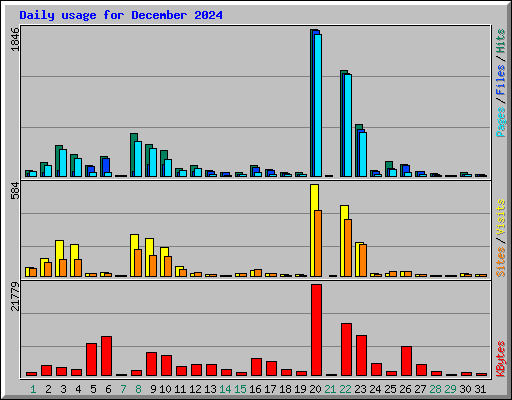 Daily usage for December 2024
1846
Pages / Files / Hits
584
Sites / Visits
21779
KBytes
1 2 3 4 5 6 7 8 9 10 11 12 13 14 15 16 17 18 19 20 21 22 23 24 25 26 27 28 29 30 31